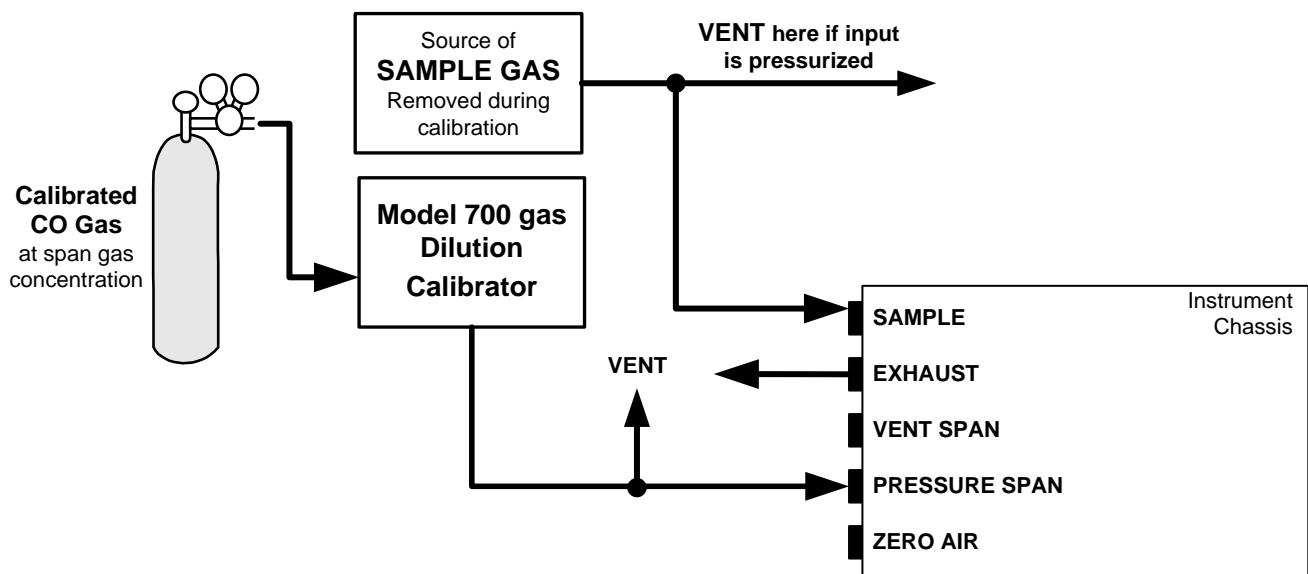 Source of
SAMPLE GAS
Removed during
calibration
VENT here if input
is pressurized
Calibrated
CO Gas
at span gas
concentration
Model 700 gas
Dilution
Calibrator
VENT
Instrument
Chassis
SAMPLE
EXHAUST
VENT SPAN
PRESSURE SPAN
ZERO AIR